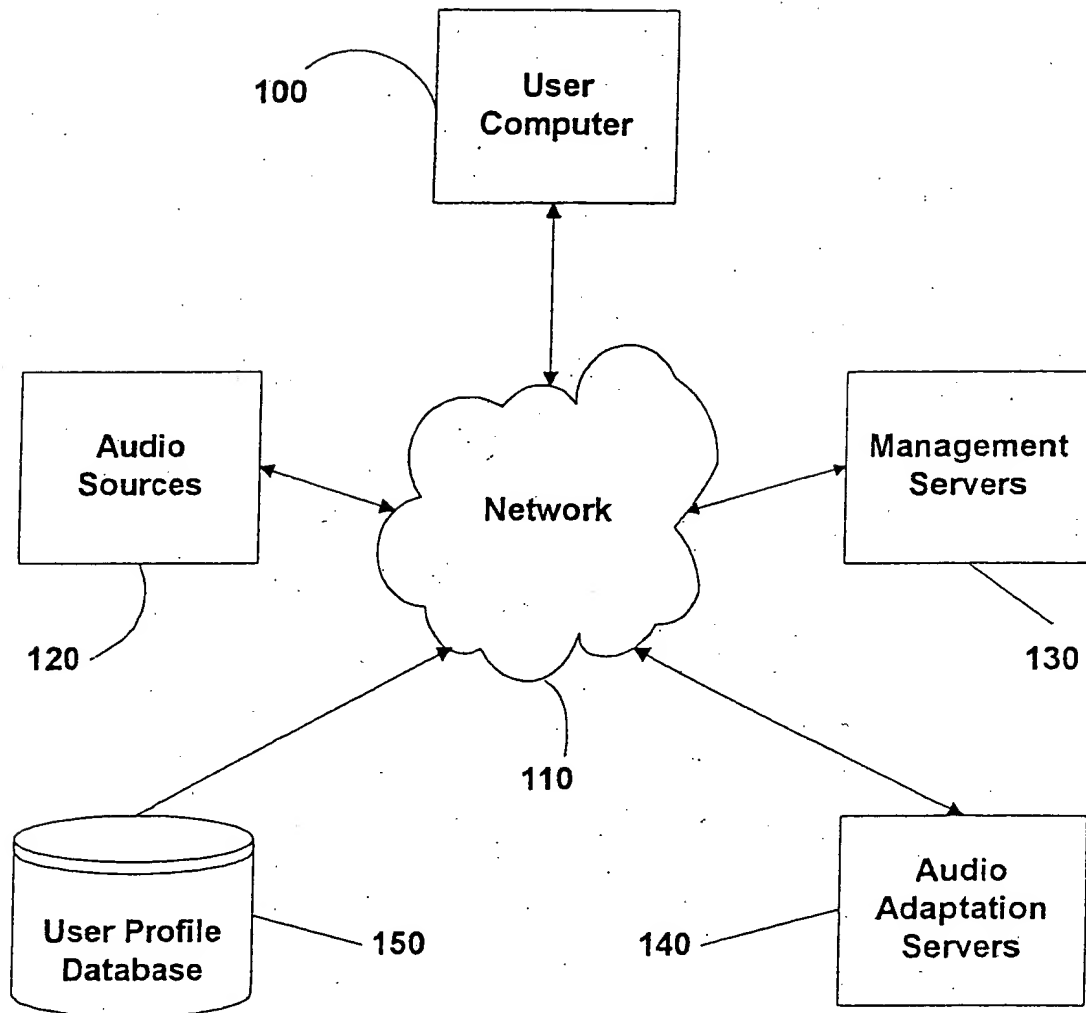 100
User
Computer
Audio
Sources
Network
Management
Servers
120
130
110
User Profile
Database
150
140
Audio
Adaptation
Servers